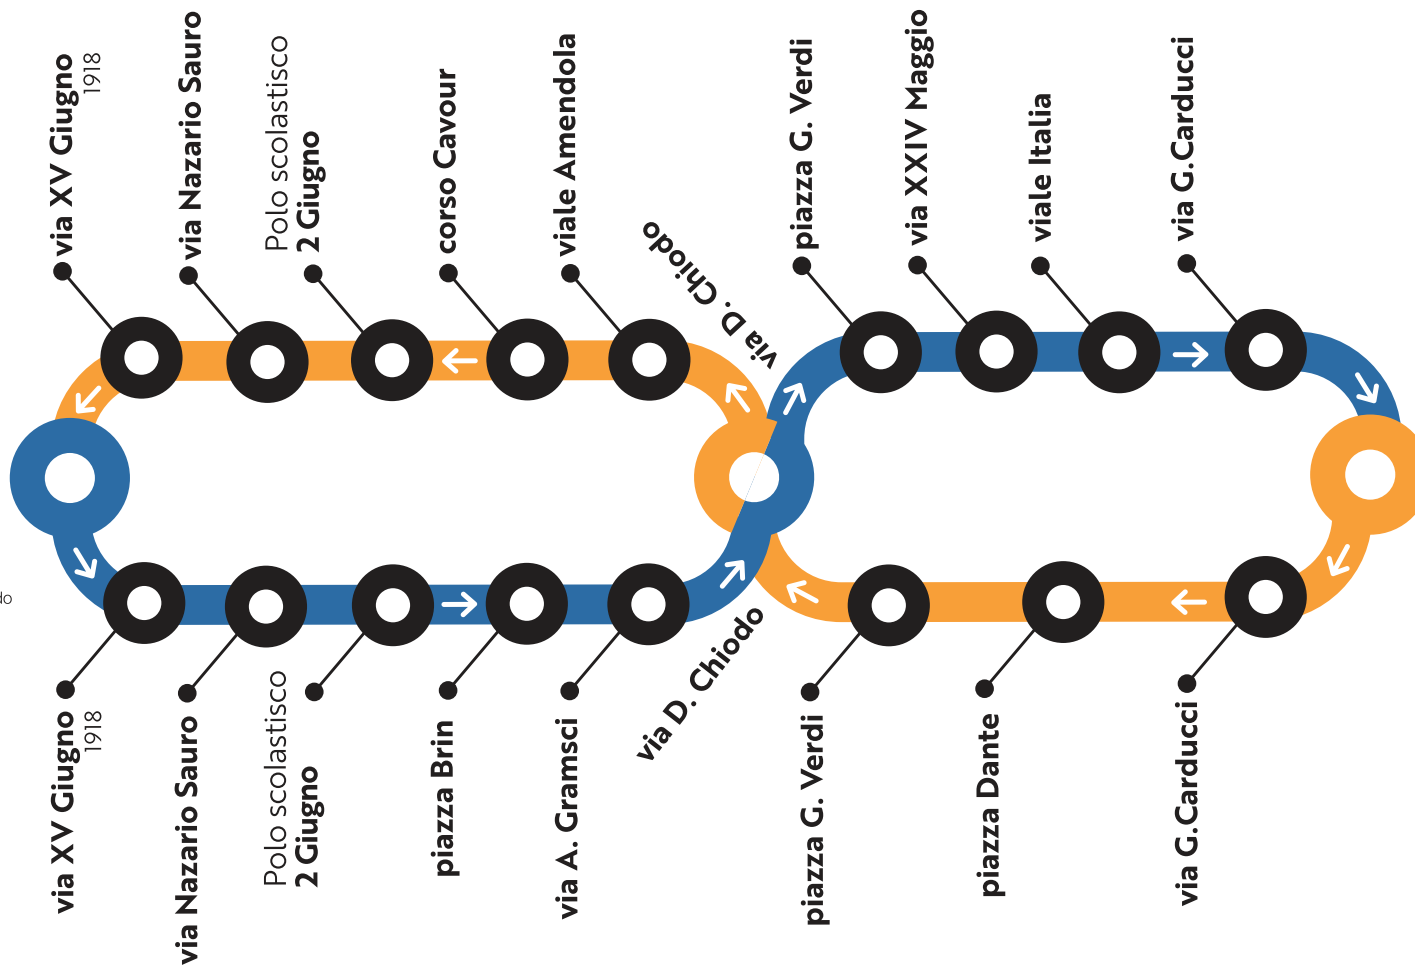 via XV Giugno
1918
via Nazario Sauro
Polo scolastisco
2 Giugno
corso Cavour
viale Amendola
via D. Chiodo
piazza G. Verdi
via XXIV Maggio
viale Italia
via G.Carducci
via XV Giugno
1918
via Nazario Sauro
Polo scolastisco
2 Giugno
piazza Brin
via A. Gramsci
via D. Chiodo
piazza G. Verdi
piazza Dante
via G.Carducci